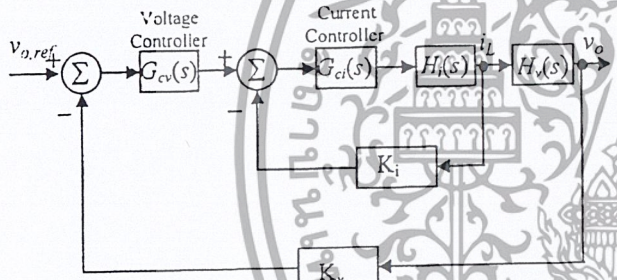 Voltage
Controller
Current
Controller
v_o,ref
+
Σ
G_cv(s)
+
Σ
G_ci(s)
H_i(s)
i_L
H_v(s)
v_o
−
−
K_i
K_v